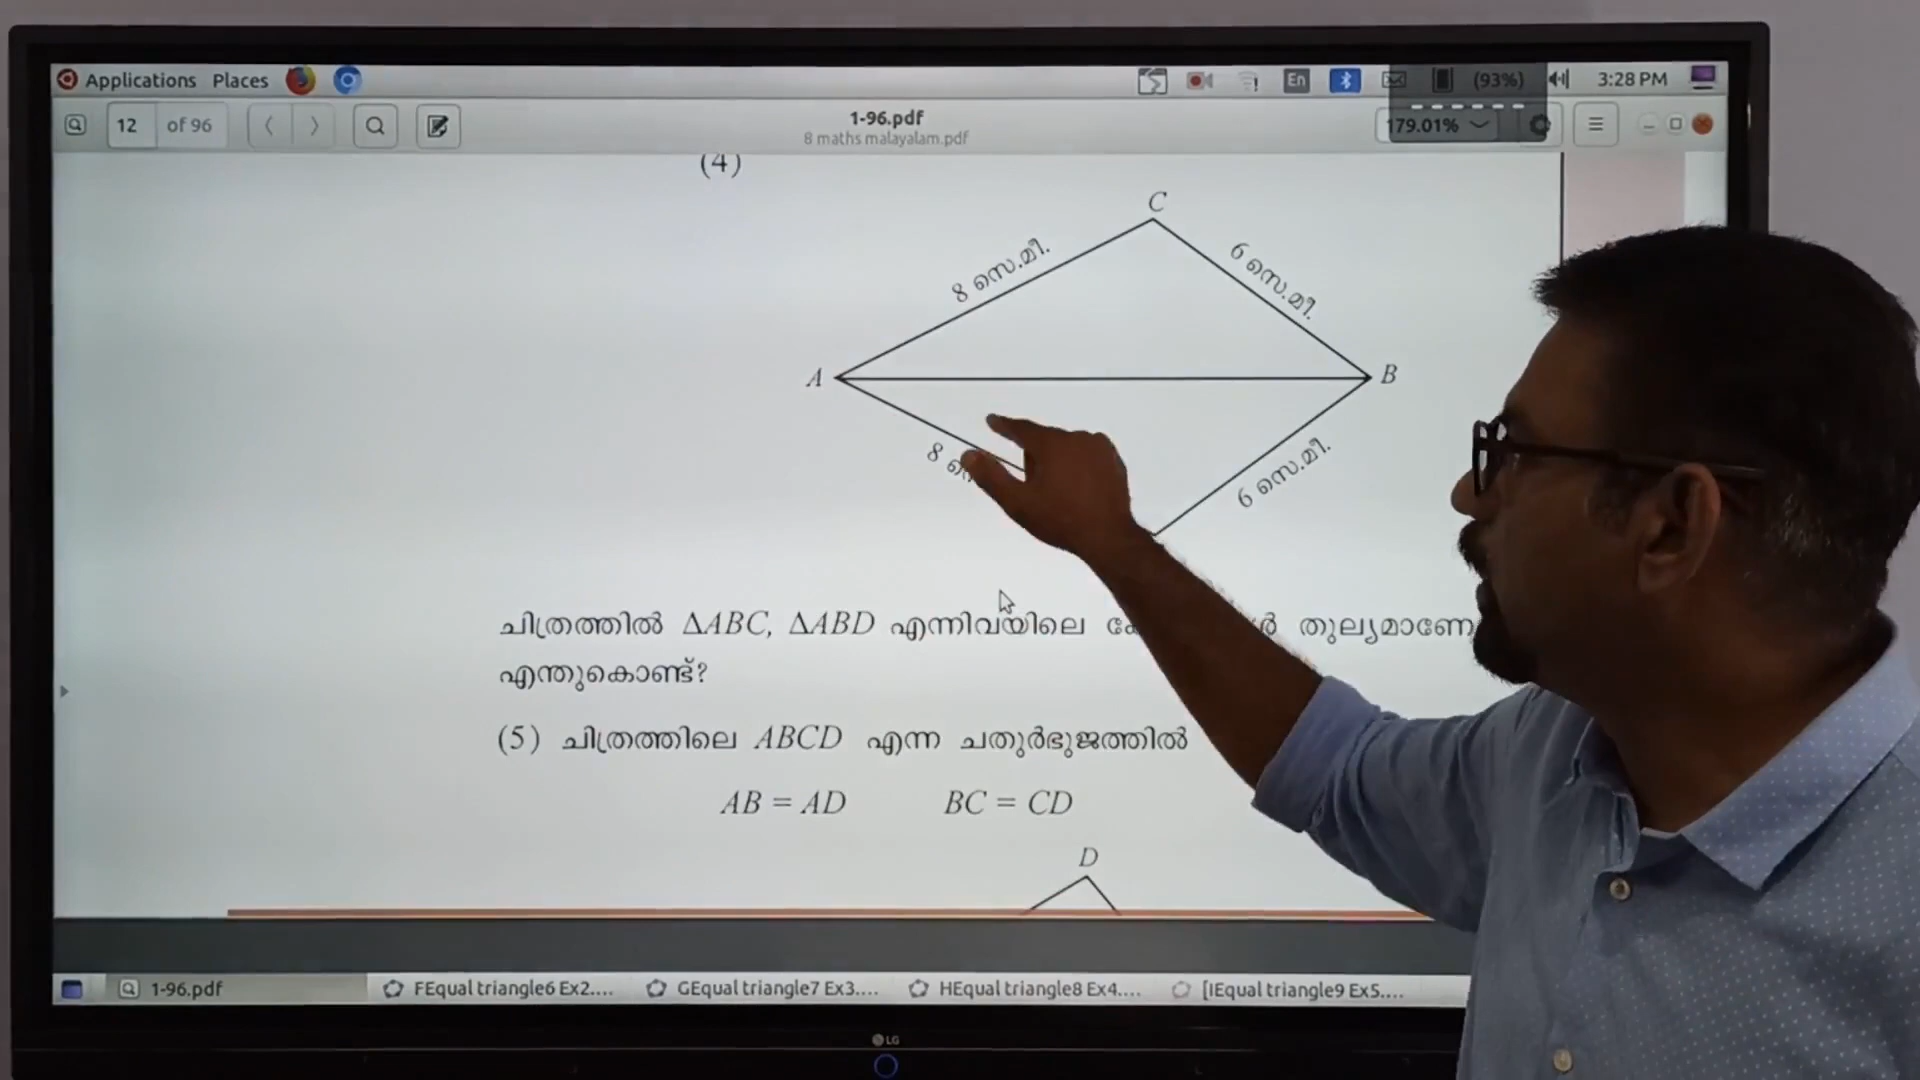 Applications Places En (93%) 3:28 PM
12 of 96 1-96.pdf 179.01%
8 maths malayalam.pdf
(4)
C
8 സെ.മീ. 6 സെ.മീ.
A B
8 6 സെ.മീ.
ചിത്രത്തിൽ ΔABC, ΔABD എന്നിവയിലെ തുല്യമാണോ
എന്തുകൊണ്ട്?
(5) ചിത്രത്തിലെ ABCD എന്ന ചതുർഭുജത്തിൽ
AB = AD BC = CD
D
1-96.pdf FEqual triangle6 Ex2.... GEqual triangle7 Ex3.... HEqual triangle8 Ex4.... [IEqual triangle9 Ex5....
LG